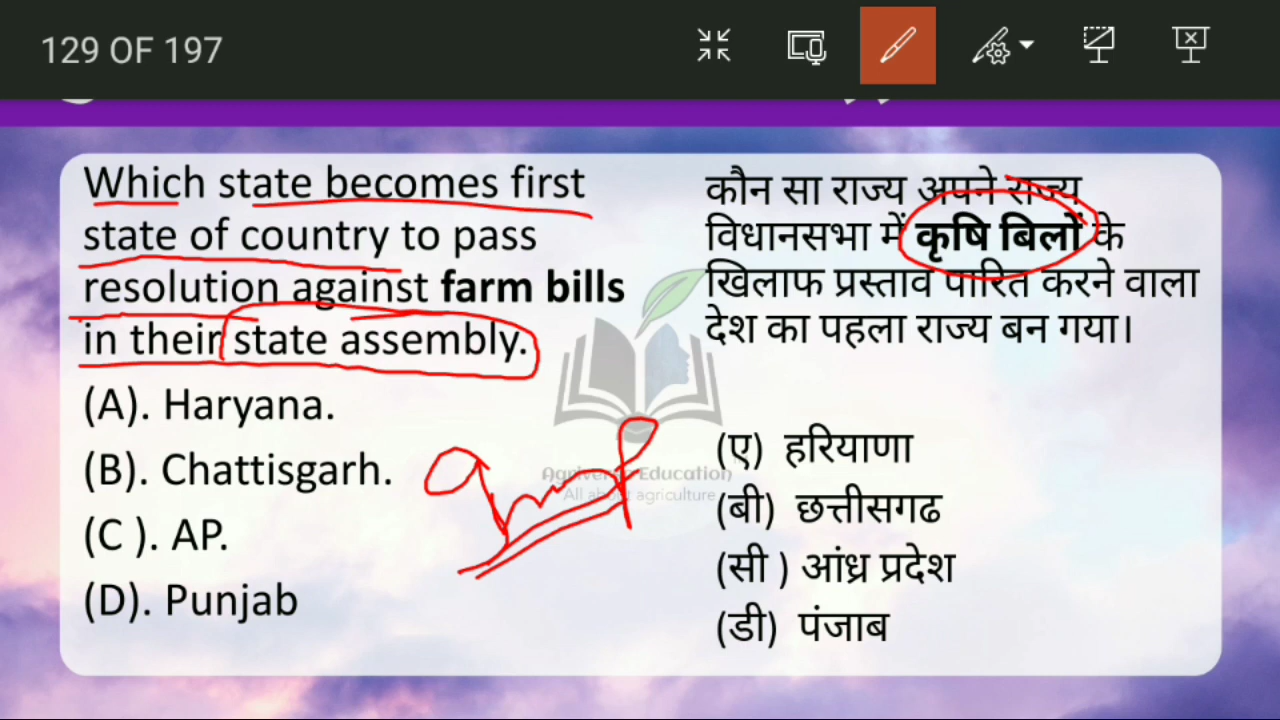 129 OF 197
Which state becomes first
state of country to pass
resolution against farm bills
in their state assembly.
(A). Haryana.
(B). Chattisgarh.
(C ). AP.
(D). Punjab
कौन सा राज्य अपने राज्य
विधानसभा में कृषि बिलों के
खिलाफ प्रस्ताव पारित करने वाला
देश का पहला राज्य बन गया।
(ए) हरियाणा
(बी) छत्तीसगढ
(सी ) आंध्र प्रदेश
(डी) पंजाब
Education
All about agriculture